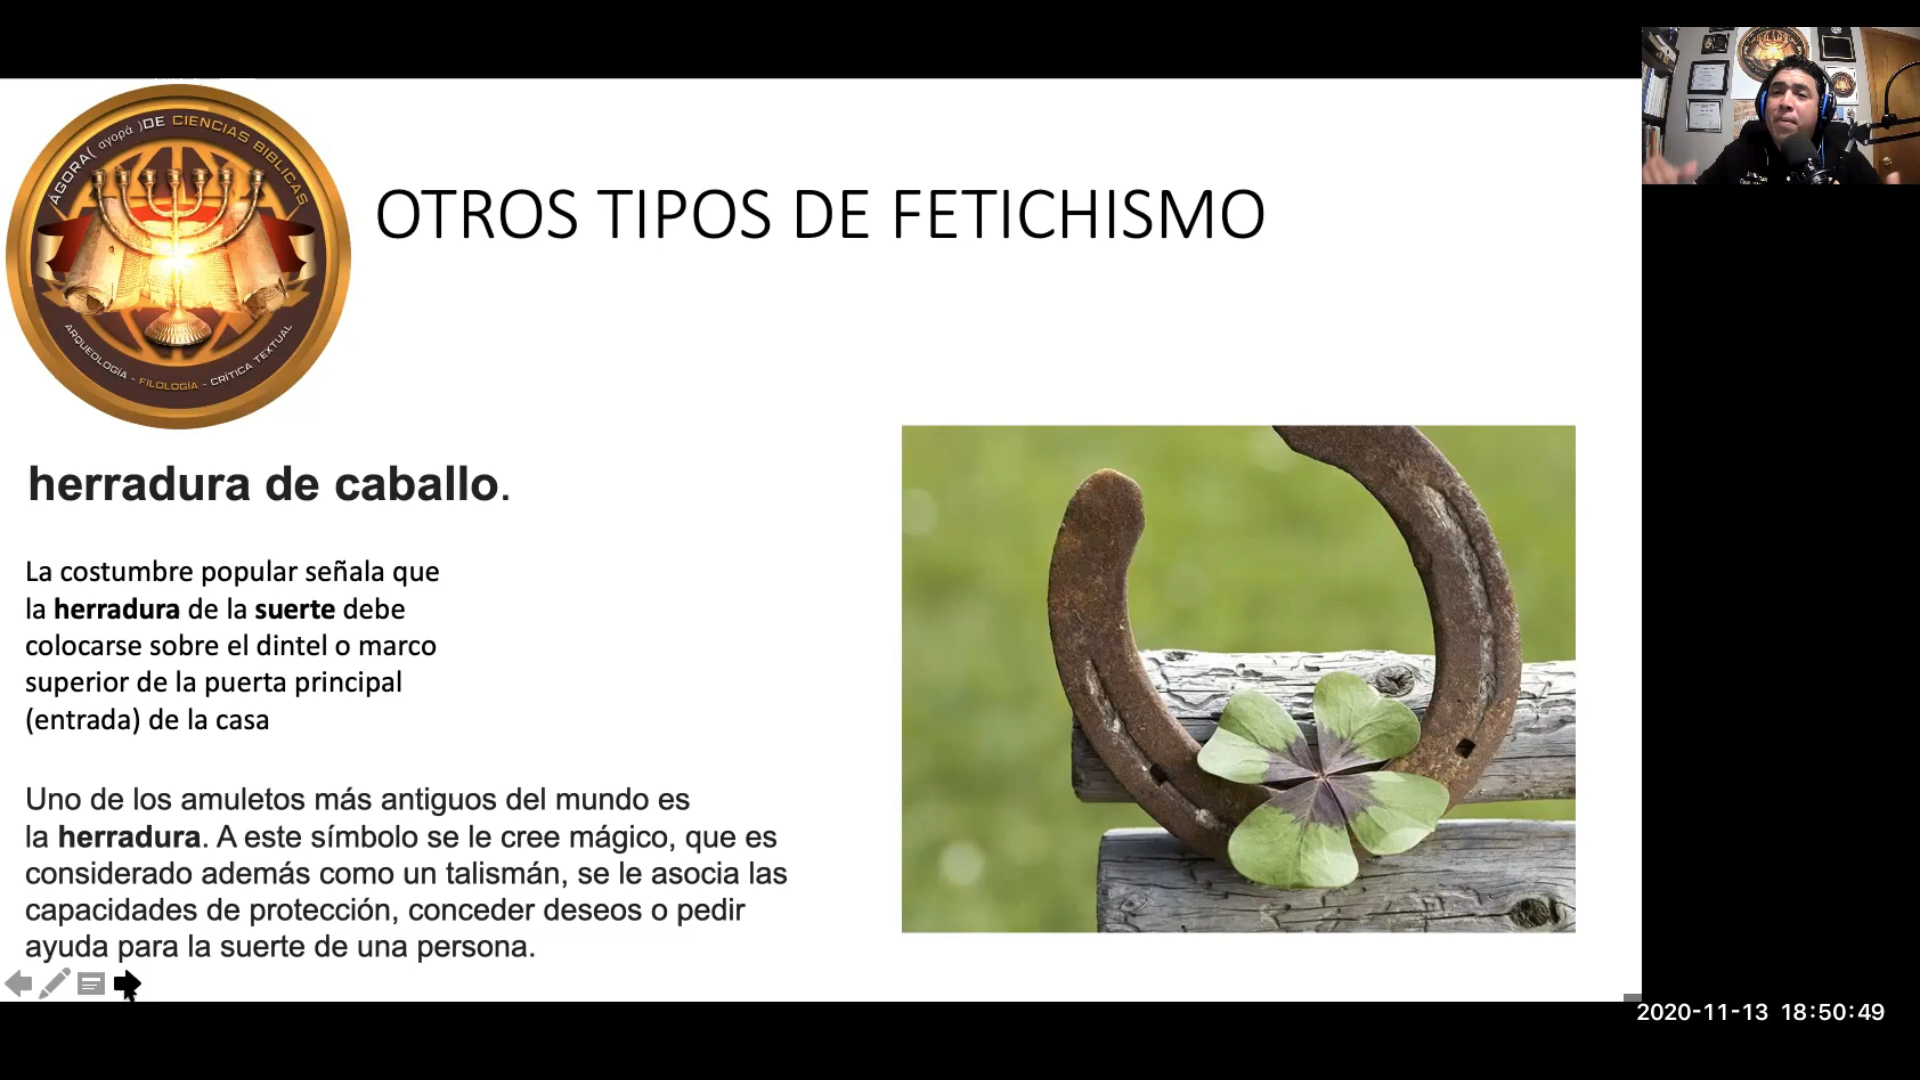 ÁGORA( αγορά )DE CIENCIAS BIBLICAS
ARQUEOLOGÍA - FILOLOGÍA - CRÍTICA TEXTUAL
OTROS TIPOS DE FETICHISMO
herradura de caballo.
La costumbre popular señala que
la herradura de la suerte debe
colocarse sobre el dintel o marco
superior de la puerta principal
(entrada) de la casa
Uno de los amuletos más antiguos del mundo es
la herradura. A este símbolo se le cree mágico, que es
considerado además como un talismán, se le asocia las
capacidades de protección, conceder deseos o pedir
ayuda para la suerte de una persona.
2020-11-13 18:50:49